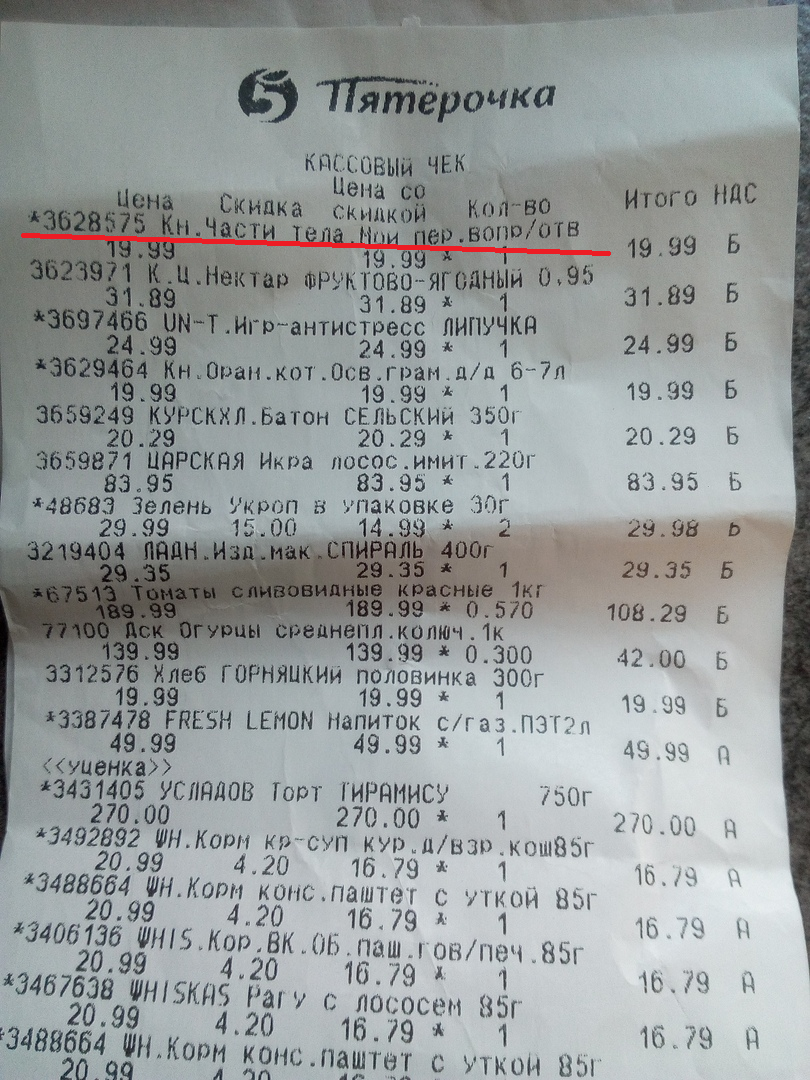 5 Пятёрочка
КАССОВЫЙ ЧЕК
Цена Скидка Цена со скидкой Кол-во Итого НДС
*3628575 Кн.Части тела.Мои пер.вопр/отв
19.99 19.99 * 1 19.99 Б
3623971 К.Ц.Нектар ФРУКТОВО-ЯГОДНЫЙ 0,95
31.89 31.89 * 1 31.89 Б
*3697466 UN-T.Игр-антистресс ЛИПУЧКА
24.99 24.99 * 1 24.99 Б
*3629464 Кн.Оран.кот.Осв.грам.д/д 6-7л
19.99 19.99 * 1 19.99 Б
3659249 КУРСКХЛ.Батон СЕЛЬСКИЙ 350г
20.29 20.29 * 1 20.29 Б
3659871 ЦАРСКАЯ Икра лосос.имит.220г
83.95 83.95 * 1 83.95 Б
*48683 Зелень Укроп в упаковке 30г
29.99 15.00 14.99 * 2 29.98 Б
3219404 ЛАДН.Изд.мак.СПИРАЛЬ 400г
29.35 29.35 * 1 29.35 Б
*67513 Томаты сливовидные красные 1кг
189.99 189.99 * 0.570 108.29 Б
77100 Дск Огурцы среднепл.колюч.1к
139.99 139.99 * 0.300 42.00 Б
3312576 Хлеб ГОРНЯЦКИЙ половинка 300г
19.99 19.99 * 1 19.99 Б
*3387478 FRESH LEMON Напиток с/газ.ПЭТ2л
49.99 49.99 * 1 49.99 А
<<уценка>>
*3431405 УСЛАДОВ Торт ТИРАМИСУ 750г
270.00 270.00 * 1 270.00 А
*3492892 WH.Корм кр-суп кур.д/взр.кош85г
20.99 4.20 16.79 * 1 16.79 А
*3488664 WH.Корм конс.паштет с уткой 85г
20.99 4.20 16.79 * 1 16.79 А
*3406136 WHIS.Кор.ВК.ОБ.паш.гов/печ.85г
20.99 4.20 16.79 * 1 16.79 А
*3467638 WHISKAS Рагу с лососем 85г
20.99 4.20 16.79 * 1 16.79 А
*3488664 WH.Корм конс.паштет с уткой 85г
20.99 4.20 16.79 * 1